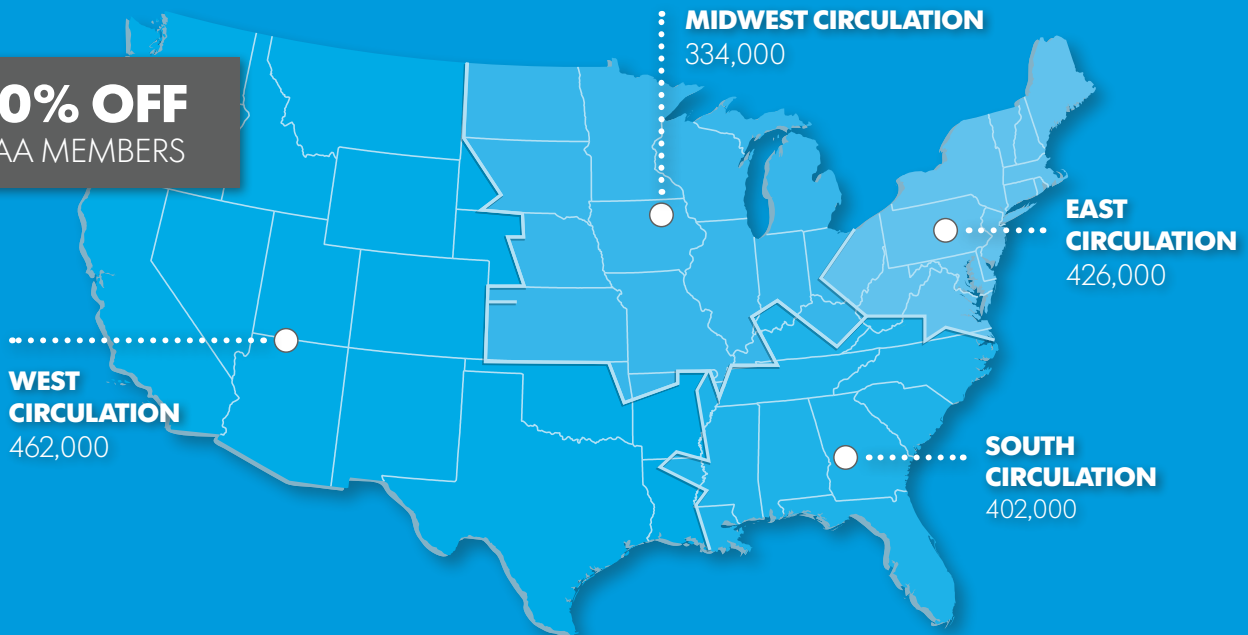 MIDWEST CIRCULATION
334,000
0% OFF
AA MEMBERS
EAST
CIRCULATION
426,000
WEST
CIRCULATION
462,000
SOUTH
CIRCULATION
402,000